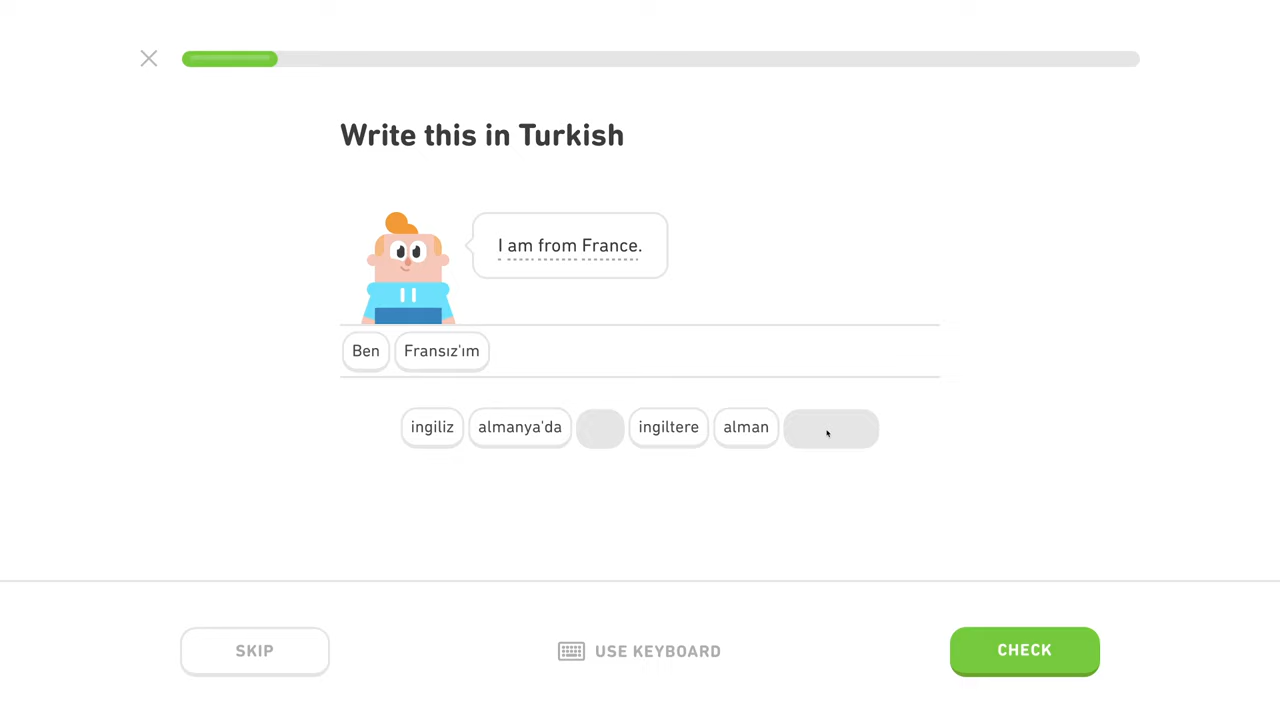 Write this in Turkish
I am from France.
Ben Fransız'ım
ingiliz almanya'da ingiltere alman
SKIP USE KEYBOARD CHECK